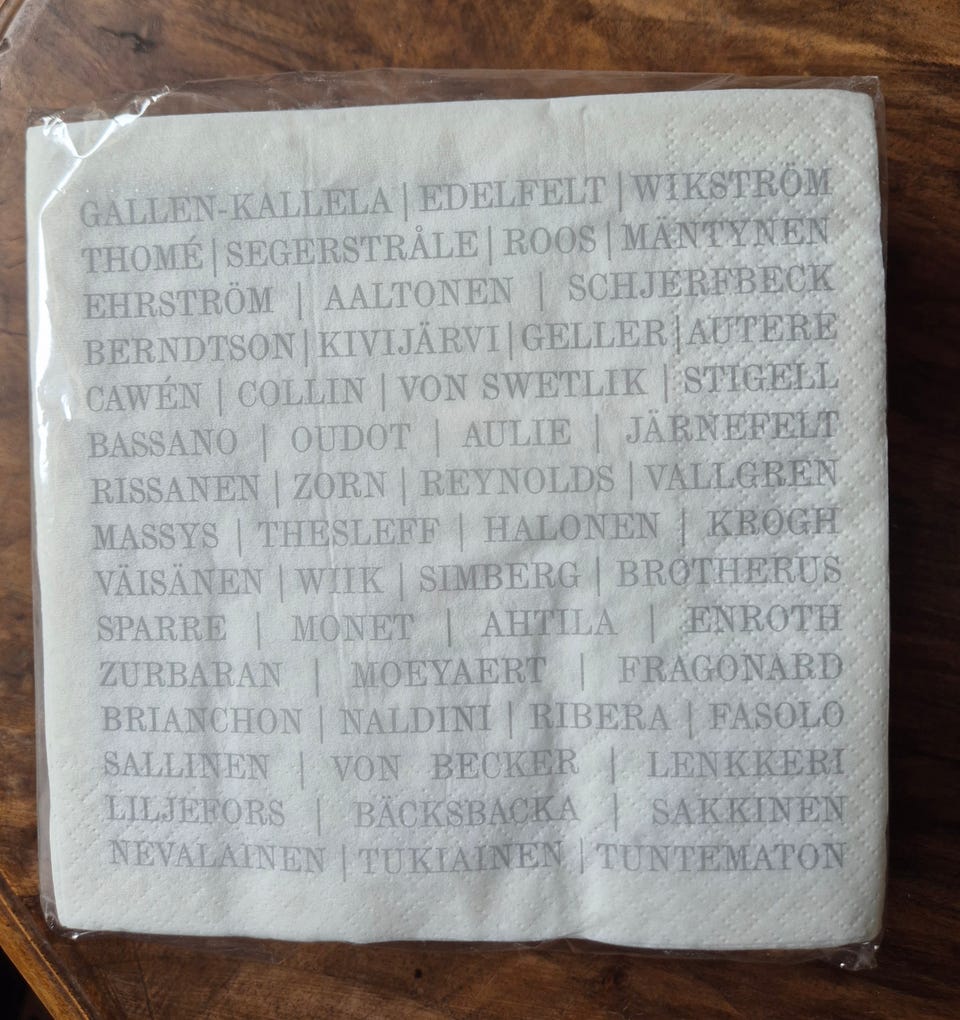 GALLEN-KALLELA | EDELFELT | WIKSTRÖM
THOMÉ | SEGERSTRÅLE | ROOS | MÄNTYNEN
EHRSTRÖM | AALTONEN | SCHJERFBECK
BERNDTSON | KIVIJÄRVI | GELLER | AUTERE
CAWÉN | COLLIN | VON SWETLIK | STIGELL
BASSANO | OUDOT | AULIE | JÄRNEFELT
RISSANEN | ZORN | REYNOLDS | VALLGREN
MASSYS | THESLEFF | HALONEN | KROGH
VÄISÄNEN | WIIK | SIMBERG | BROTHERUS
SPARRE | MONET | AHTILA | ENROTH
ZURBARAN | MOEYAERT | FRAGONARD
BRIANCHON | NALDINI | RIBERA | FASOLO
SALLINEN | VON BECKER | LENKKERI
LILJEFORS | BÄCKSBACKA | SAKKINEN
NEVALAINEN | TUKIAINEN | TUNTEMATON